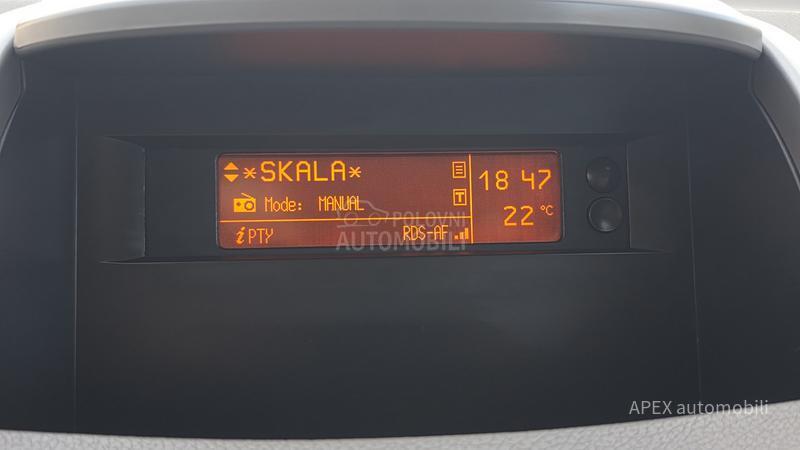 *SKALA*
Mode: MANUAL
i PTY RDS-AF
T
18 47
22 °C
POLOVNI
AUTOMOBILI
APEX automobili